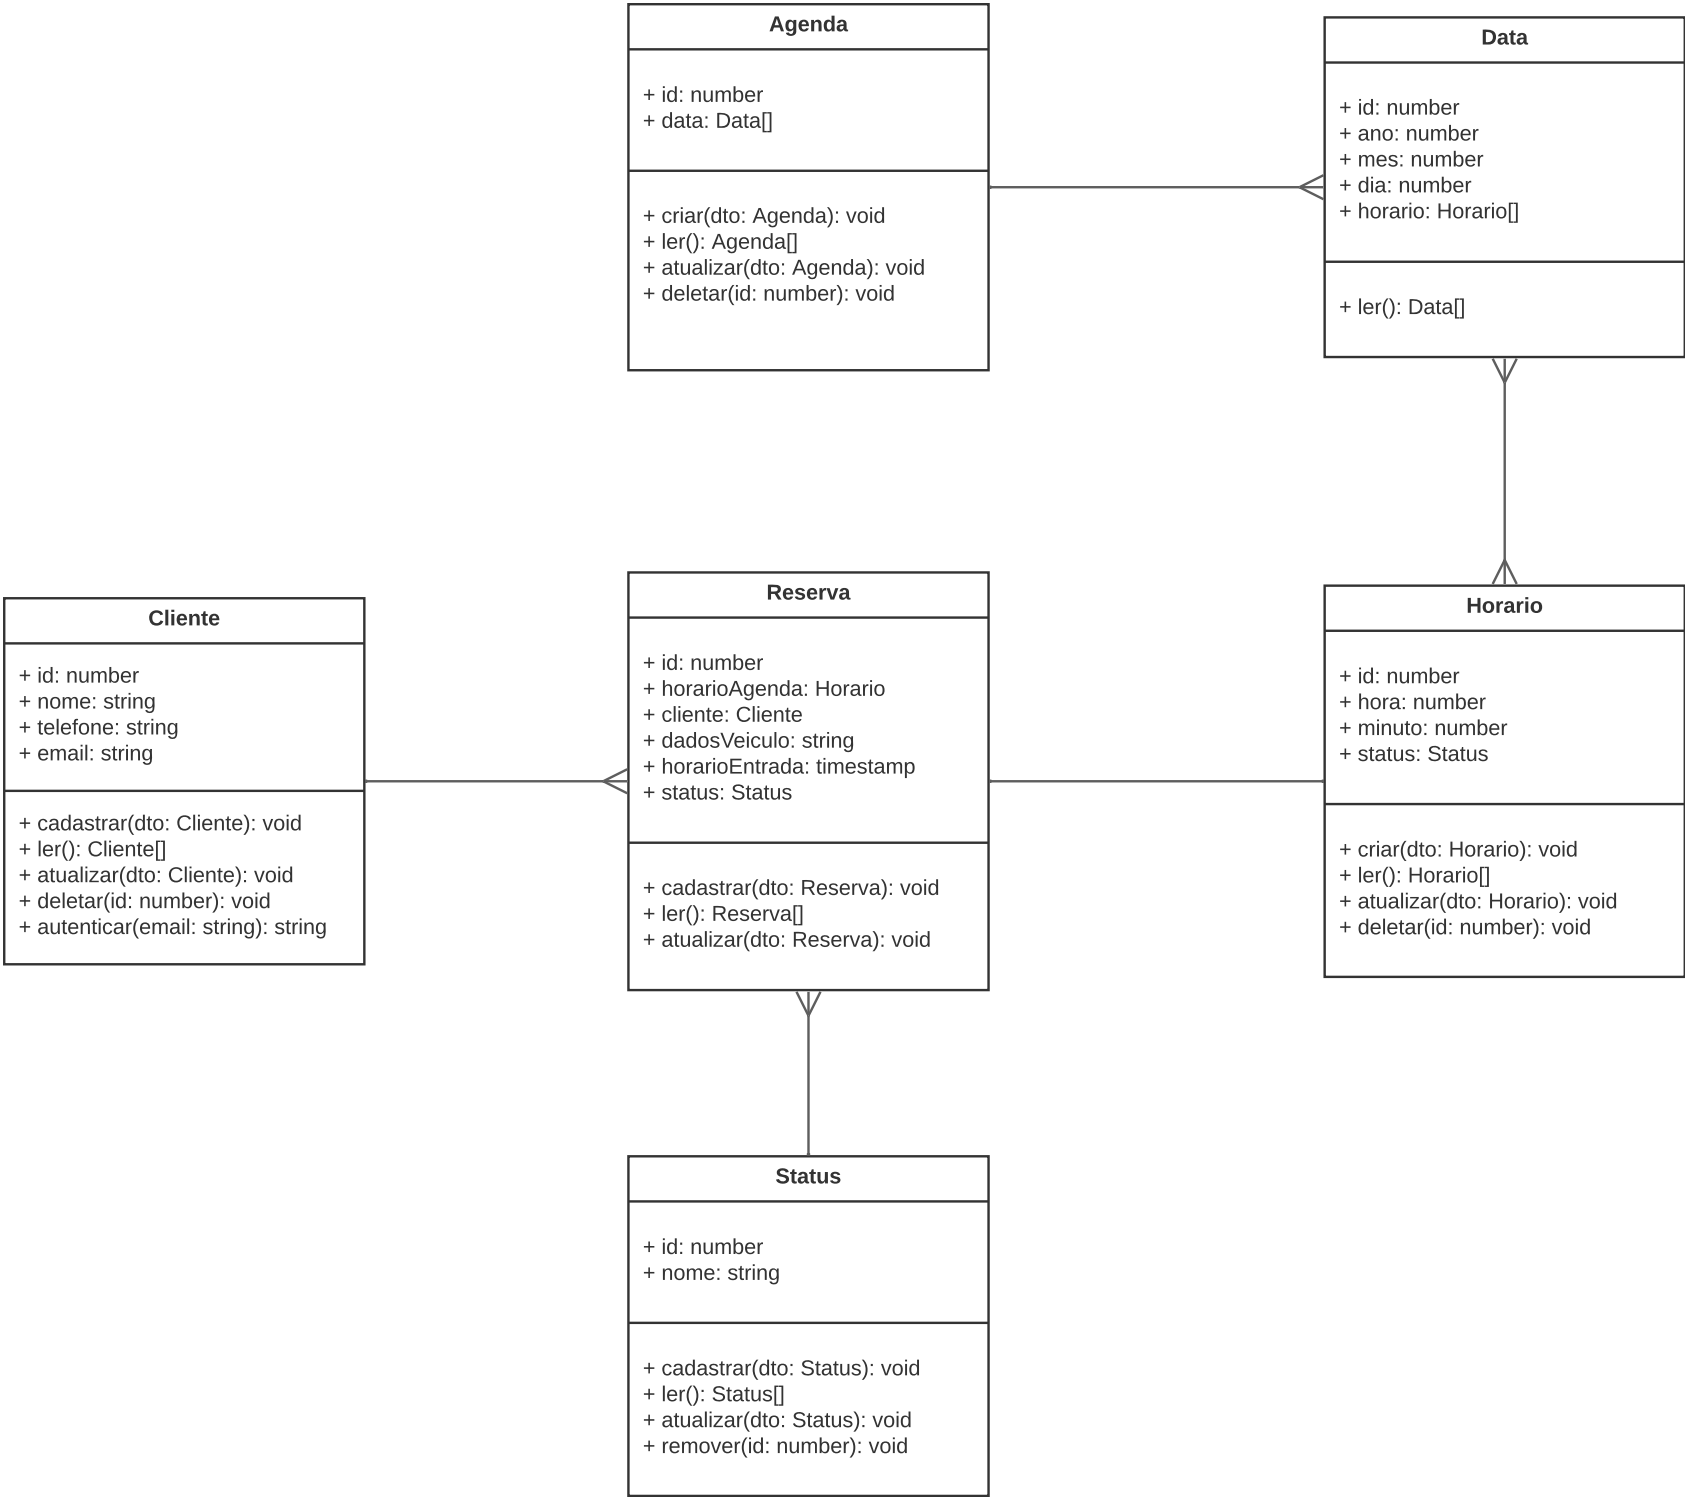 Agenda
+ id: number
+ data: Data[]
+ criar(dto: Agenda): void
+ ler(): Agenda[]
+ atualizar(dto: Agenda): void
+ deletar(id: number): void
Data
+ id: number
+ ano: number
+ mes: number
+ dia: number
+ horario: Horario[]
+ ler(): Data[]
Cliente
+ id: number
+ nome: string
+ telefone: string
+ email: string
+ cadastrar(dto: Cliente): void
+ ler(): Cliente[]
+ atualizar(dto: Cliente): void
+ deletar(id: number): void
+ autenticar(email: string): string
Reserva
+ id: number
+ horarioAgenda: Horario
+ cliente: Cliente
+ dadosVeiculo: string
+ horarioEntrada: timestamp
+ status: Status
+ cadastrar(dto: Reserva): void
+ ler(): Reserva[]
+ atualizar(dto: Reserva): void
Horario
+ id: number
+ hora: number
+ minuto: number
+ status: Status
+ criar(dto: Horario): void
+ ler(): Horario[]
+ atualizar(dto: Horario): void
+ deletar(id: number): void
Status
+ id: number
+ nome: string
+ cadastrar(dto: Status): void
+ ler(): Status[]
+ atualizar(dto: Status): void
+ remover(id: number): void